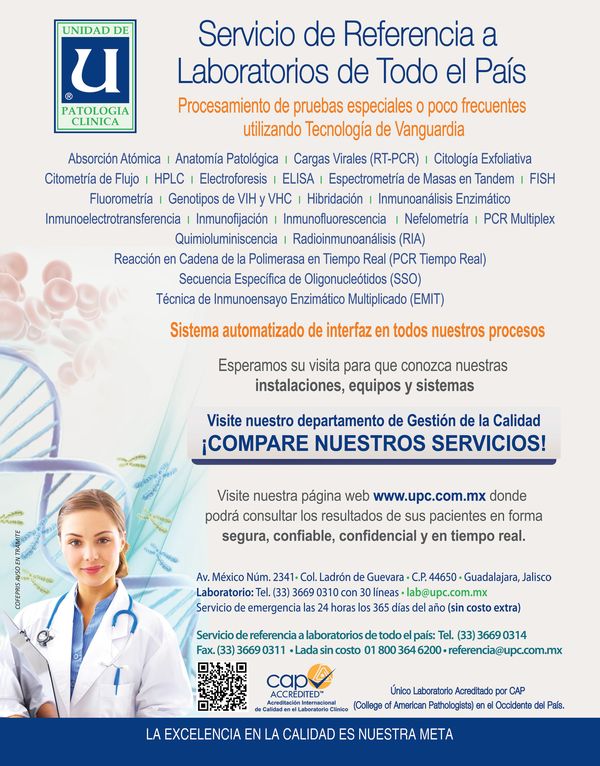 UNIDAD DE
U
®
PATOLOGÍA
CLÍNICA
Servicio de Referencia a
Laboratorios de Todo el País
Procesamiento de pruebas especiales o poco frecuentes
utilizando Tecnología de Vanguardia
Absorción Atómica | Anatomía Patológica | Cargas Virales (RT-PCR) | Citología Exfoliativa
Citometría de Flujo | HPLC | Electroforesis | ELISA | Espectrometría de Masas en Tandem | FISH
Fluorometría | Genotipos de VIH y VHC | Hibridación | Inmunoanálisis Enzimático
Inmunoelectrotransferencia | Inmunofijación | Inmunofluorescencia | Nefelometría | PCR Multiplex
Quimioluminiscencia | Radioinmunoanálisis (RIA)
Reacción en Cadena de la Polimerasa en Tiempo Real (PCR Tiempo Real)
Secuencia Específica de Oligonucleótidos (SSO)
Técnica de Inmunoensayo Enzimático Multiplicado (EMIT)
Sistema automatizado de interfaz en todos nuestros procesos
Esperamos su visita para que conozca nuestras
instalaciones, equipos y sistemas
Visite nuestro departamento de Gestión de la Calidad
¡COMPARE NUESTROS SERVICIOS!
Visite nuestra página web www.upc.com.mx donde
podrá consultar los resultados de sus pacientes en forma
segura, confiable, confidencial y en tiempo real.
COFEPRIS AVISO EN TRÁMITE
Av. México Núm. 2341 • Col. Ladrón de Guevara • C.P. 44650 • Guadalajara, Jalisco
Laboratorio: Tel. (33) 3669 0310 con 30 líneas • lab@upc.com.mx
Servicio de emergencia las 24 horas los 365 días del año (sin costo extra)
Servicio de referencia a laboratorios de todo el país: Tel. (33) 3669 0314
Fax. (33) 3669 0311 • Lada sin costo 01 800 364 6200 • referencia@upc.com.mx
cap
ACCREDITED™
Acreditación Internacional
de Calidad en el Laboratorio Clínico
Único Laboratorio Acreditado por CAP
(College of American Pathologists) en el Occidente del País.
LA EXCELENCIA EN LA CALIDAD ES NUESTRA META